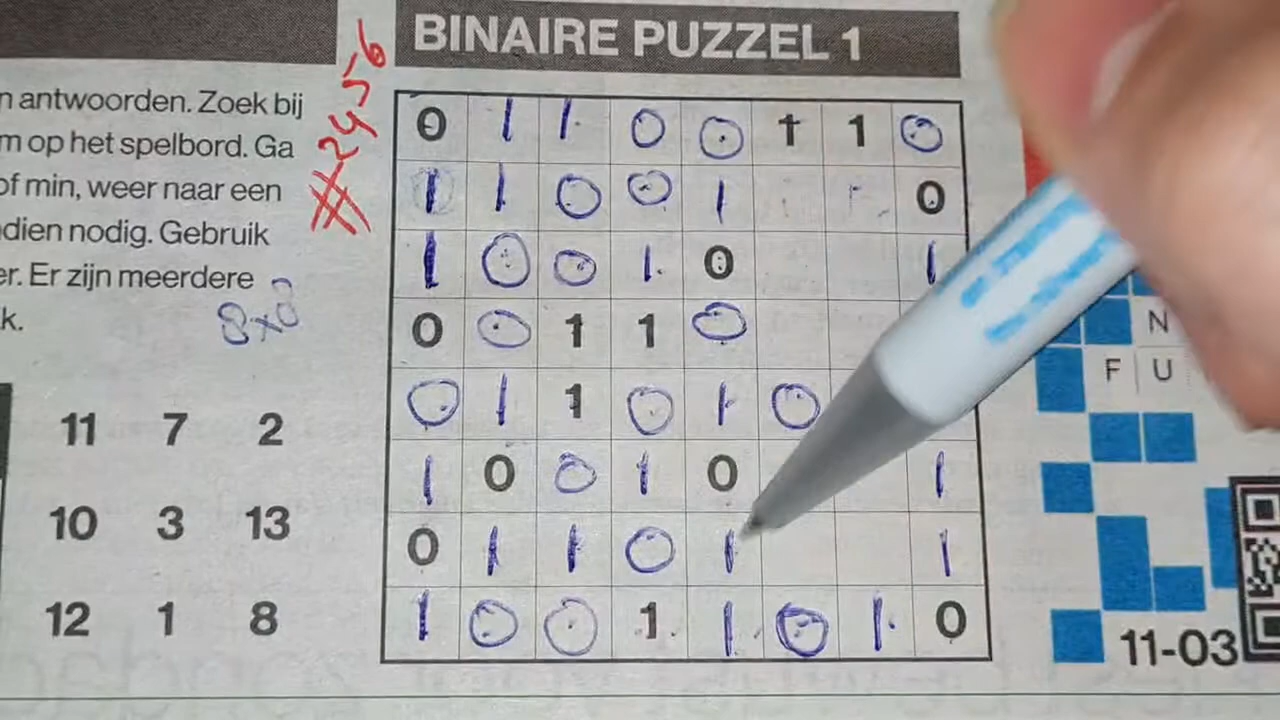 BINAIRE PUZZEL 1
#2456
n antwoorden. Zoek bij
m op het spelbord. Ga
of min, weer naar een
dien nodig. Gebruik
er. Er zijn meerdere
k.
8x8
11 7 2
10 3 13
12 1 8
0 1 1 0 0 1 1 0
1 1 0 0 1 0
1 0 0 1 0 1
0 0 1 1 0
0 1 1 0 1 0
1 0 0 1 0 1
0 1 1 0 1 1
1 0 0 1 1 0 1 0
N
F U
11-03